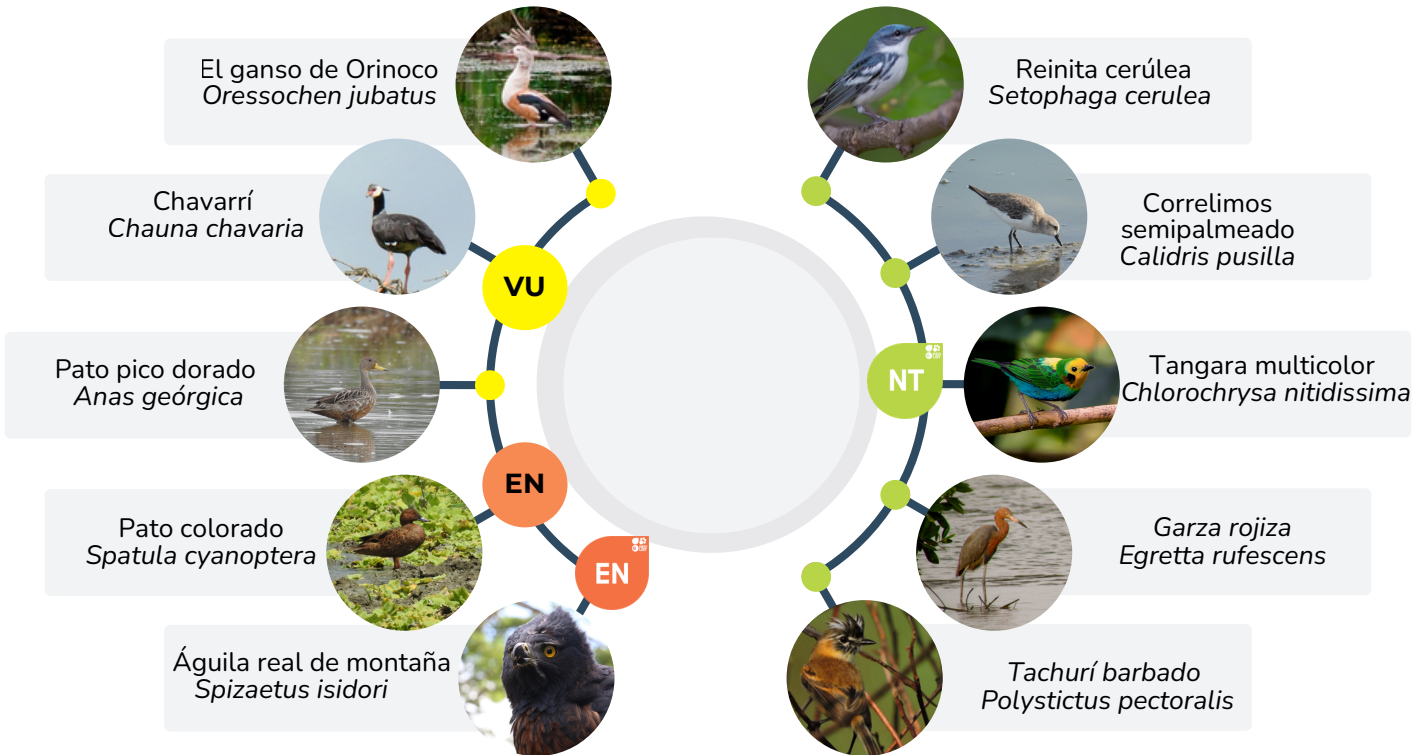 El ganso de Orinoco
Oressochen jubatus
Chavarrí
Chauna chavaria
VU
Pato pico dorado
Anas geórgica
EN
Pato colorado
Spatula cyanoptera
EN
Águila real de montaña
Spizaetus isidori
Reinita cerúlea
Setophaga cerulea
Correlimos
semipalmeado
Calidris pusilla
NT
Tangara multicolor
Chlorochrysa nitidissima
Garza rojiza
Egretta rufescens
Tachurí barbado
Polystictus pectoralis